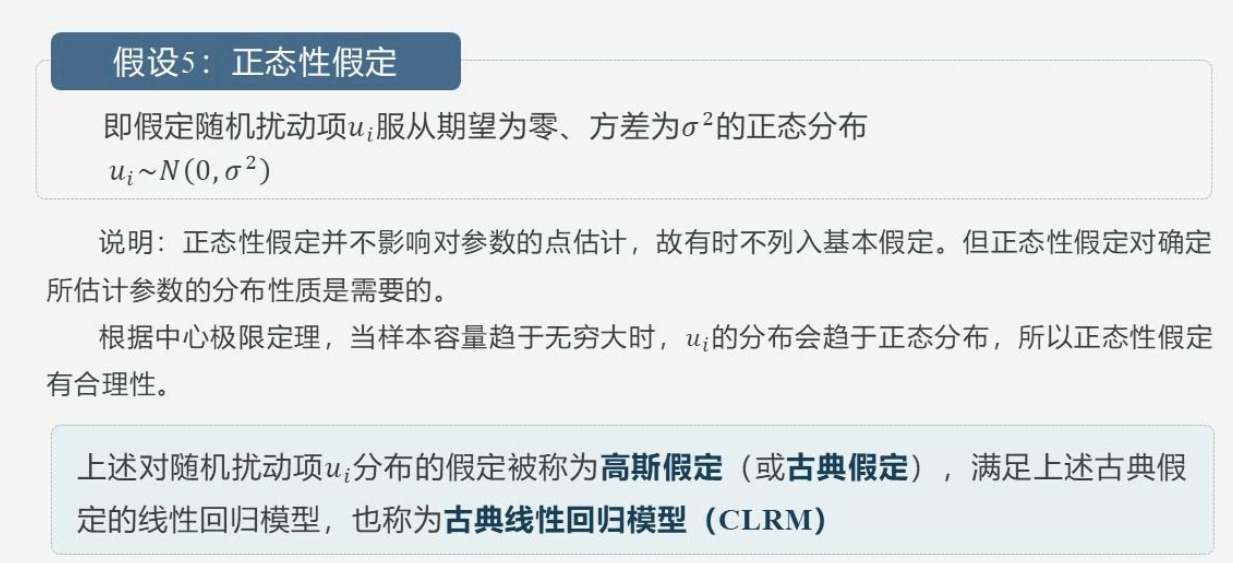 假设5：正态性假定
即假定随机扰动项𝑢ᵢ服从期望为零、方差为𝜎²的正态分布
𝑢ᵢ~𝑁(0,𝜎²)
说明：正态性假定并不影响对参数的点估计，故有时不列入基本假定。但正态性假定对确定
所估计参数的分布性质是需要的。
根据中心极限定理，当样本容量趋于无穷大时，𝑢ᵢ的分布会趋于正态分布，所以正态性假定
有合理性。
上述对随机扰动项𝑢ᵢ分布的假定被称为高斯假定（或古典假定），满足上述古典假
定的线性回归模型，也称为古典线性回归模型（CLRM）